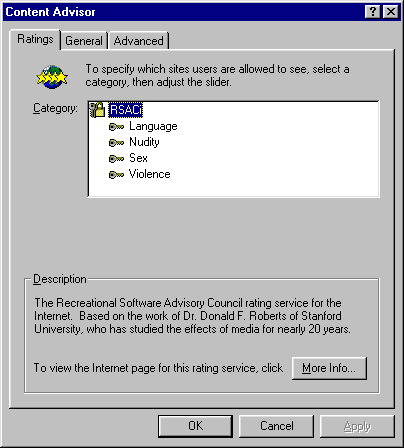 Content Advisor
Ratings General Advanced
To specify which sites users are allowed to see, select a
category, then adjust the slider.
Category:
RSACi
Language
Nudity
Sex
Violence
Description
The Recreational Software Advisory Council rating service for the
Internet. Based on the work of Dr. Donald F. Roberts of Stanford
University, who has studied the effects of media for nearly 20 years.
To view the Internet page for this rating service, click More Info...
OK Cancel Apply